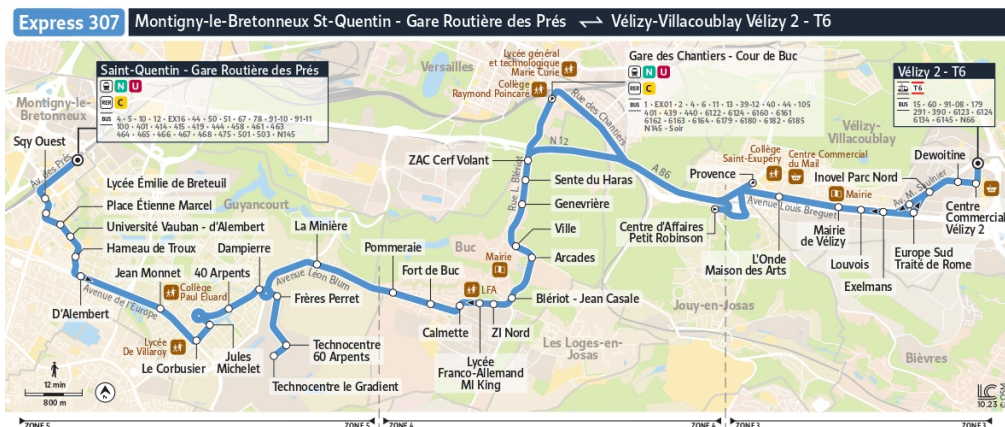 Express 307
Montigny-le-Bretonneux St-Quentin - Gare Routière des Prés ⇌ Vélizy-Villacoublay Vélizy 2 - T6
Saint-Quentin - Gare Routière des Prés
N U
RER C
BUS 4 • 5 • 10 • 12 • EX16 • 44 • 50 • 51 • 67 • 78 • 91-10 • 91-11
100 • 401 • 414 • 415 • 419 • 444 • 458 • 461 • 463
464 • 465 • 466 • 467 • 468 • 475 • 501 • 503 • N145
Gare des Chantiers - Cour de Buc
N U
RER C
BUS 1 • EX01 • 2 • 4 • 6 • 11 • 13 • 39-12 • 40 • 44 • 105
401 • 439 • 440 • 6122 • 6124 • 6160 • 6161
6162 • 6163 • 6164 • 6179 • 6180 • 6182 • 6185
N145 • Soir
Vélizy 2 - T6
T6
BUS 15 • 60 • 91-08 • 179
291 • 390 • 6123 • 6124
6134 • 6145 • N66
Versailles
Lycée général
et technologique
Marie Curie
Collège
Raymond Poincaré
Rue des Chantiers
Montigny-le-
Bretonneux
Sqy Ouest
Av. des Prés
Lycée Émilie de Breteuil
Place Étienne Marcel
Guyancourt
Université Vauban - d'Alembert
Hameau de Troux
Dampierre
La Minière
Jean Monnet
40 Arpents
Collège
Paul Éluard
Avenue Léon Blum
Frères Perret
D'Alembert
Avenue de l'Europe
Lycée
De Villaroy
Le Corbusier
Jules
Michelet
Technocentre
60 Arpents
Technocentre le Gradient
Pommeraie
Fort de Buc
Buc
Mairie
LFA
Calmette
ZI Nord
Lycée
Franco-Allemand
Ml King
Blériot - Jean Casale
Arcades
Ville
Genevrière
Sente du Haras
ZAC Cerf Volant
Rue L. Blériot
N 12
A 86
Les Loges-en-
Josas
Jouy-en-Josas
Bièvres
Vélizy-
Villacoublay
Provence
Collège
Saint-Exupéry
Centre Commercial
du Mail
Mairie
Inovel Parc Nord
Dewoitine
Av. M. Saulnier
Centre
Commercial
Vélizy 2
Avenue Louis Breguet
Centre d'Affaires
Petit Robinson
L'Onde
Maison des Arts
Mairie
de Vélizy
Louvois
Exelmans
Europe Sud
Traité de Rome
12 min
800 m
N
LC
10.23
ZONE 5
ZONE 5
ZONE 4
ZONE 4
ZONE 3
ZONE 3